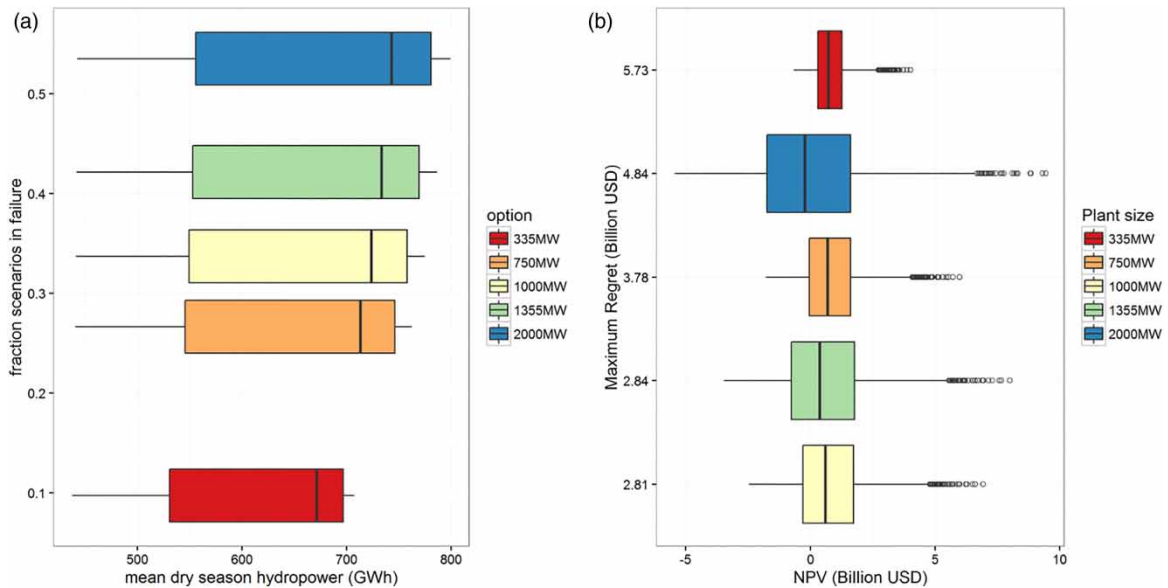 (a)
fraction scenarios in failure
0.5
0.4
0.3
0.2
0.1
500
600
700
800
mean dry season hydropower (GWh)
option
335MW
750MW
1000MW
1355MW
2000MW
(b)
Maximum Regret (Billion USD)
5.73
4.84
3.78
2.84
2.81
-5
0
5
10
NPV (Billion USD)
Plant size
335MW
750MW
1000MW
1355MW
2000MW